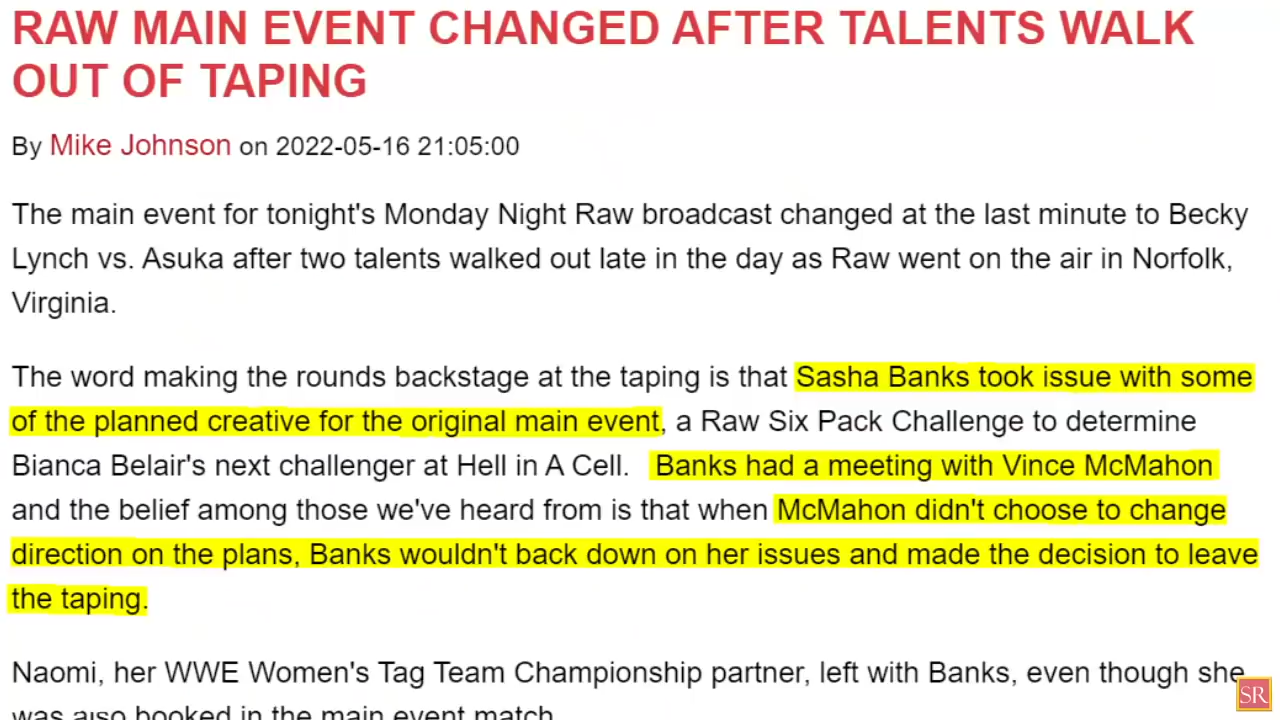 RAW MAIN EVENT CHANGED AFTER TALENTS WALK
OUT OF TAPING
By Mike Johnson on 2022-05-16 21:05:00
The main event for tonight's Monday Night Raw broadcast changed at the last minute to Becky
Lynch vs. Asuka after two talents walked out late in the day as Raw went on the air in Norfolk,
Virginia.
The word making the rounds backstage at the taping is that Sasha Banks took issue with some
of the planned creative for the original main event, a Raw Six Pack Challenge to determine
Bianca Belair's next challenger at Hell in A Cell. Banks had a meeting with Vince McMahon
and the belief among those we've heard from is that when McMahon didn't choose to change
direction on the plans, Banks wouldn't back down on her issues and made the decision to leave
the taping.
Naomi, her WWE Women's Tag Team Championship partner, left with Banks, even though she
was also booked in the main event match.
SR